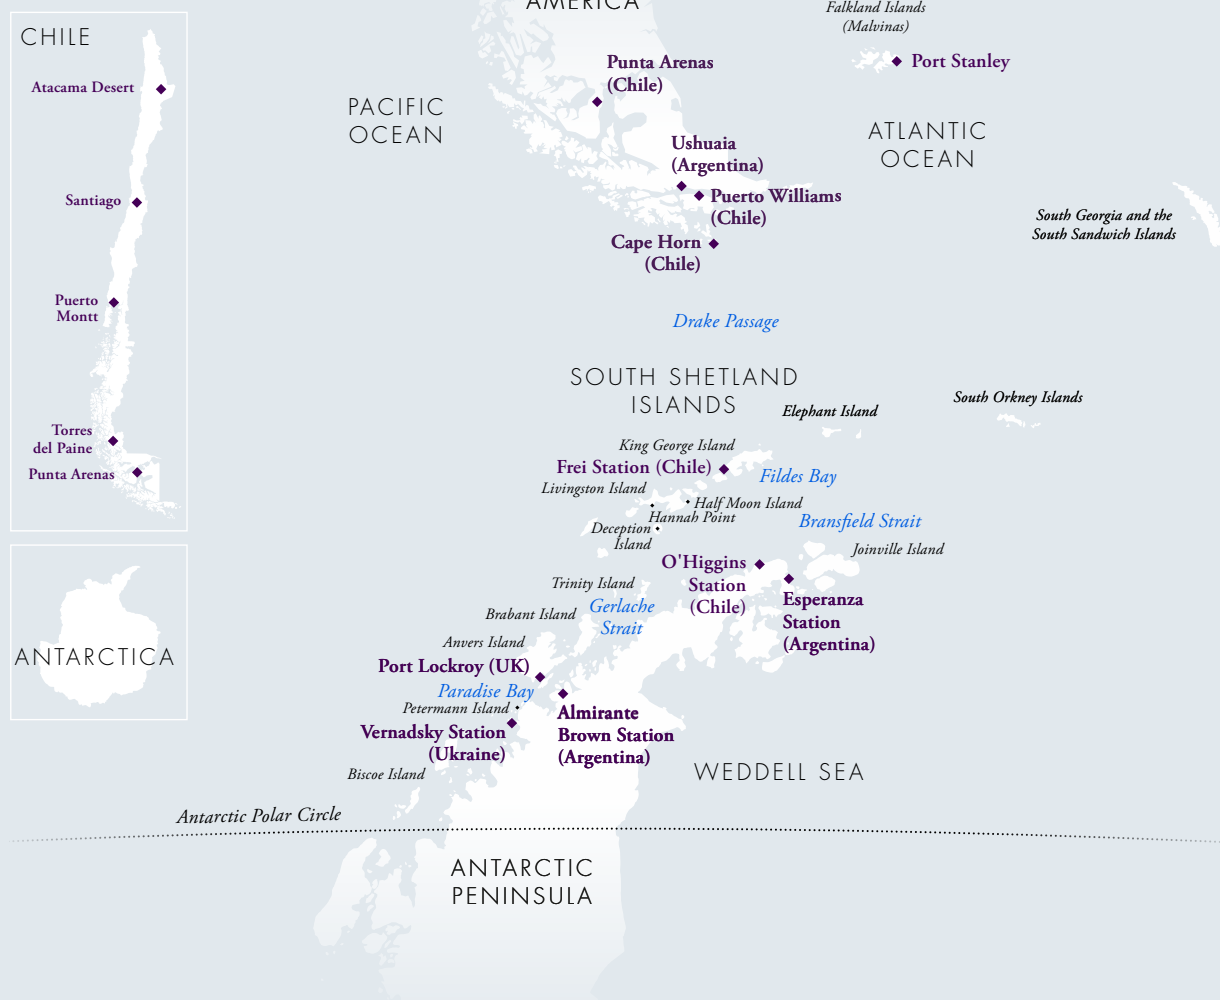 AMERICA
Falkland Islands
(Malvinas)
Port Stanley
CHILE
Atacama Desert
Santiago
Puerto
Montt
Torres
del Paine
Punta Arenas
PACIFIC
OCEAN
Punta Arenas
(Chile)
Ushuaia
(Argentina)
Puerto Williams
(Chile)
Cape Horn
(Chile)
ATLANTIC
OCEAN
South Georgia and the
South Sandwich Islands
Drake Passage
SOUTH SHETLAND
ISLANDS
Elephant Island
South Orkney Islands
King George Island
Frei Station (Chile)
Fildes Bay
Livingston Island
Half Moon Island
Hannah Point
Deception
Island
Bransfield Strait
Joinville Island
O'Higgins
Station
(Chile)
Esperanza
Station
(Argentina)
Trinity Island
Gerlache
Strait
Brabant Island
Anvers Island
Port Lockroy (UK)
Paradise Bay
Petermann Island
Vernadsky Station
(Ukraine)
Almirante
Brown Station
(Argentina)
Biscoe Island
WEDDELL SEA
ANTARCTICA
Antarctic Polar Circle
ANTARCTIC
PENINSULA